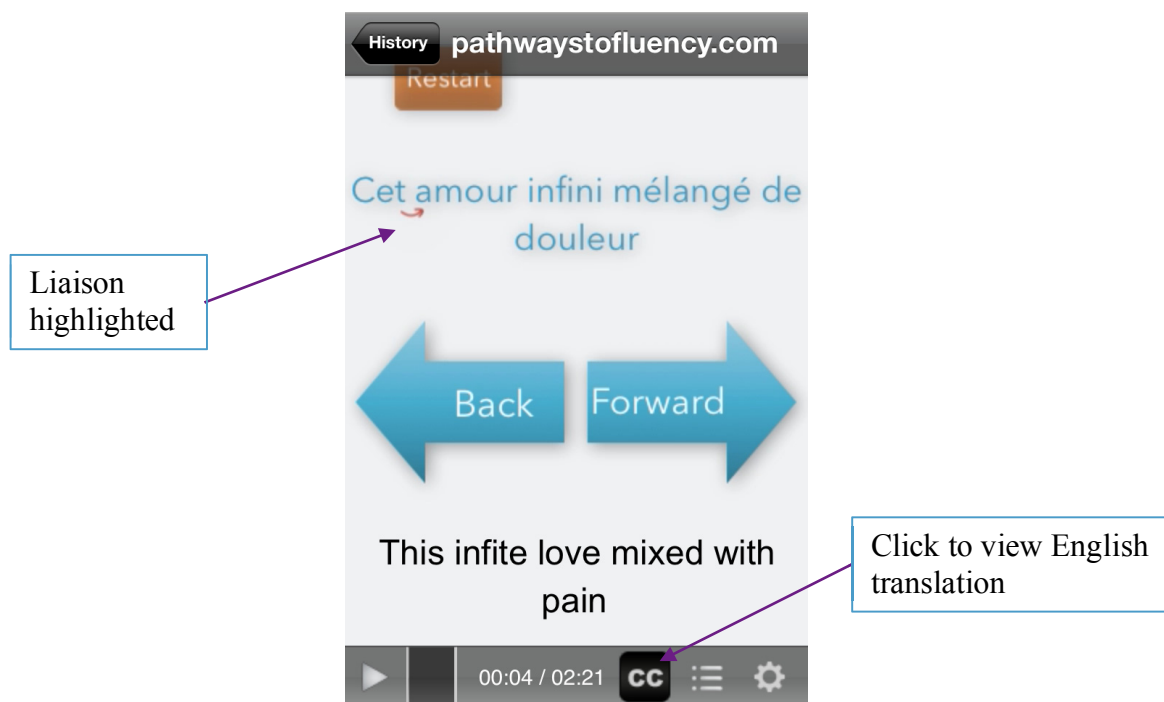 History pathwaystofluency.com
Restart
Cet amour infini mélangé de
douleur
Liaison
highlighted
Back Forward
This infite love mixed with
pain
Click to view English
translation
00:04 / 02:21 CC